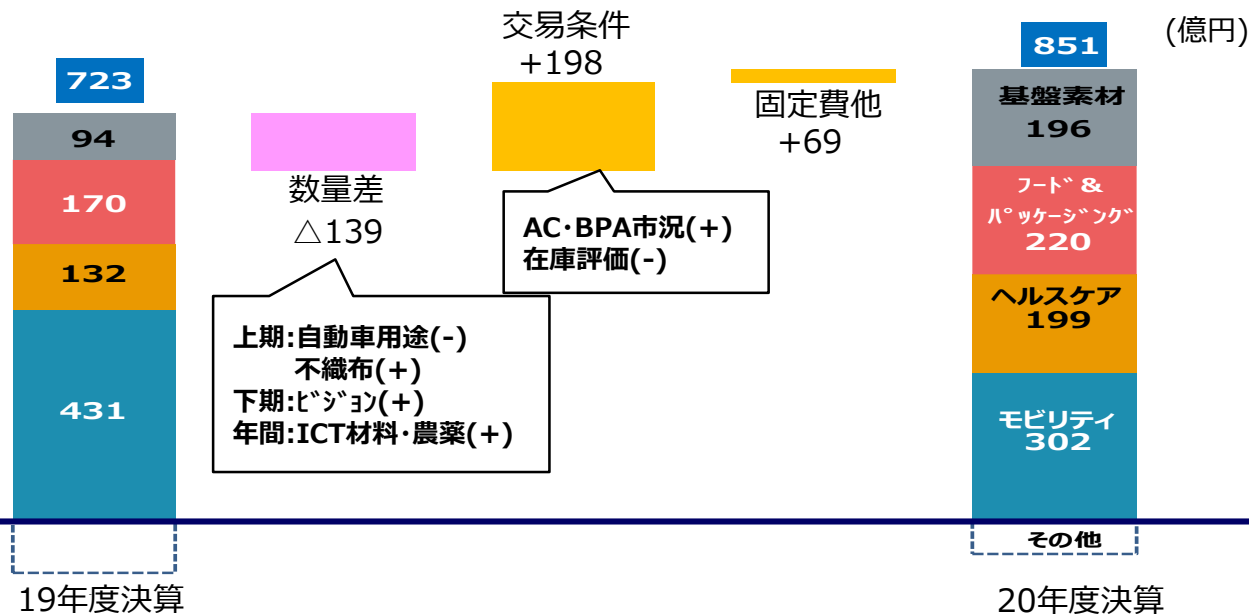 (億円)
723
94
170
132
431
19年度決算
数量差
△139
上期:自動車用途(-)
不織布(+)
下期:ビジョン(+)
年間:ICT材料・農薬(+)
交易条件
+198
AC・BPA市況(+)
在庫評価(-)
固定費他
+69
851
基盤素材
196
フード &
パッケージング
220
ヘルスケア
199
モビリティ
302
その他
20年度決算